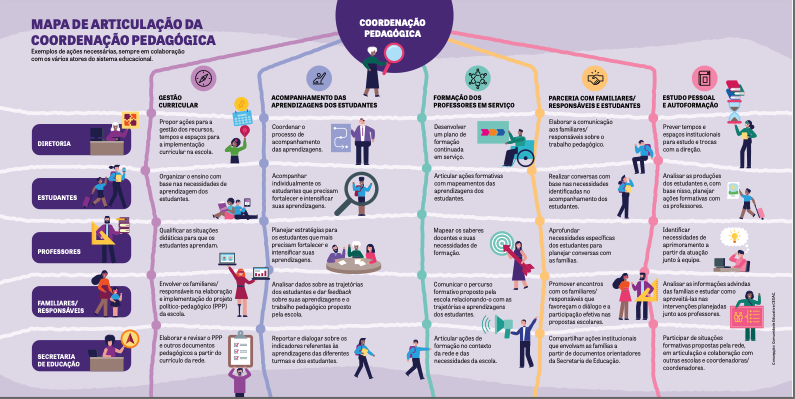 MAPA DE ARTICULAÇÃO DA
COORDENAÇÃO PEDAGÓGICA
Exemplos de ações necessárias, sempre em colaboração
com os vários atores do sistema educacional.
COORDENAÇÃO
PEDAGÓGICA
GESTÃO
CURRICULAR
ACOMPANHAMENTO DAS
APRENDIZAGENS DOS ESTUDANTES
FORMAÇÃO DOS
PROFESSORES EM SERVIÇO
PARCERIA COM FAMILIARES/
RESPONSÁVEIS E ESTUDANTES
ESTUDO PESSOAL
E AUTOFORMAÇÃO
DIRETORIA
Propor ações para a
gestão dos recursos,
tempos e espaços para
a implementação
curricular na escola.
Coordenar o
processo de
acompanhamento
das aprendizagens.
Desenvolver
um plano de
formação
continuada
em serviço.
Elaborar a comunicação
aos familiares/
responsáveis sobre o
trabalho pedagógico.
Prever tempos e
espaços institucionais
para estudo e trocas
com a direção.
ESTUDANTES
Organizar o ensino com
base nas necessidades de
aprendizagem dos
estudantes.
Acompanhar
individualmente os
estudantes que precisam
fortalecer e intensificar
suas aprendizagens.
Articular ações formativas
com mapeamentos das
aprendizagens dos
estudantes.
Realizar conversas com
base nas necessidades
identificadas no
acompanhamento dos
estudantes.
Analisar as produções
dos estudantes e, com
base nisso, planejar
ações formativas com
os professores.
PROFESSORES
Qualificar as situações
didáticas para que os
estudantes aprendam.
Planejar estratégias para
os estudantes que mais
precisam fortalecer e
intensificar suas
aprendizagens.
Mapear os saberes
docentes e suas
necessidades de
formação.
Aprofundar
necessidades específicas
dos estudantes para
planejar conversas com
as famílias.
Identificar
necessidades de
aprimoramento a
partir da atuação
junto à equipe.
FAMILIARES/
RESPONSÁVEIS
Envolver os familiares/
responsáveis na elaboração
e implementação do projeto
político-pedagógico (PPP)
da escola.
Analisar dados sobre as trajetórias
dos estudantes e dar feedback
sobre suas aprendizagens e o
trabalho pedagógico proposto
pela escola.
Comunicar o percurso
formativo proposto pela
escola relacionando-o com as
trajetórias e aprendizagens
dos estudantes.
Promover encontros
com os familiares/
responsáveis que
favoreçam o diálogo e a
participação efetiva nas
propostas escolares.
Analisar as informações advindas
das famílias e estudar como
aproveitá-las nas
intervenções planejadas
junto aos professores.
SECRETARIA
DE EDUCAÇÃO
Elaborar e revisar o PPP
e outros documentos
pedagógicos a partir do
currículo da rede.
Reportar e dialogar sobre os
indicadores referentes às
aprendizagens das diferentes
turmas e dos estudantes.
Articular ações de
formação no contexto
da rede e das
necessidades da escola.
Compartilhar ações institucionais
que envolvam as famílias a
partir de documentos orientadores
da Secretaria de Educação.
Participar de situações
formativas propostas pela rede,
em articulação e colaboração com
outras escolas e coordenadoras/
coordenadores.